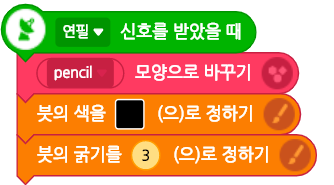 연필 신호를 받았을 때
pencil 모양으로 바꾸기
붓의 색을 (으)로 정하기
붓의 굵기를 3 (으)로 정하기